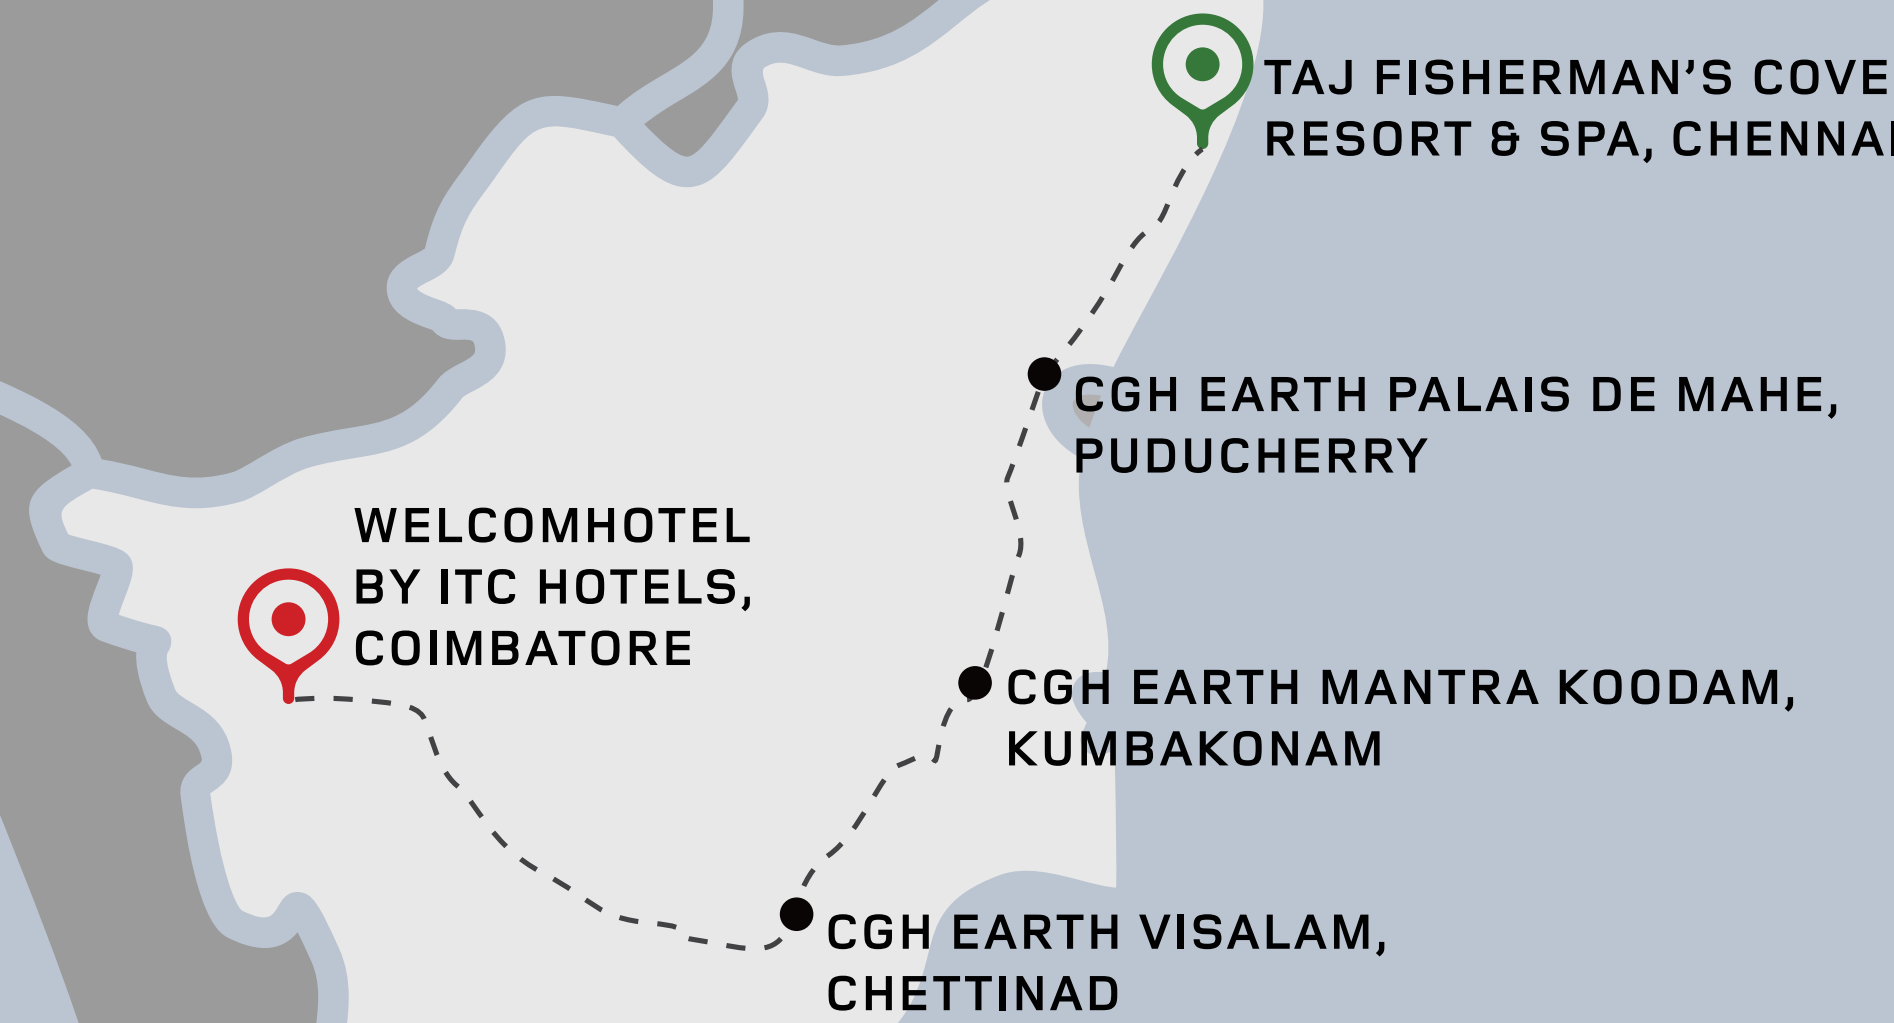 TAJ FISHERMAN’S COVE
RESORT & SPA, CHENNAI
CGH EARTH PALAIS DE MAHE,
PUDUCHERRY
WELCOMHOTEL
BY ITC HOTELS,
COIMBATORE
CGH EARTH MANTRA KOODAM,
KUMBAKONAM
CGH EARTH VISALAM,
CHETTINAD